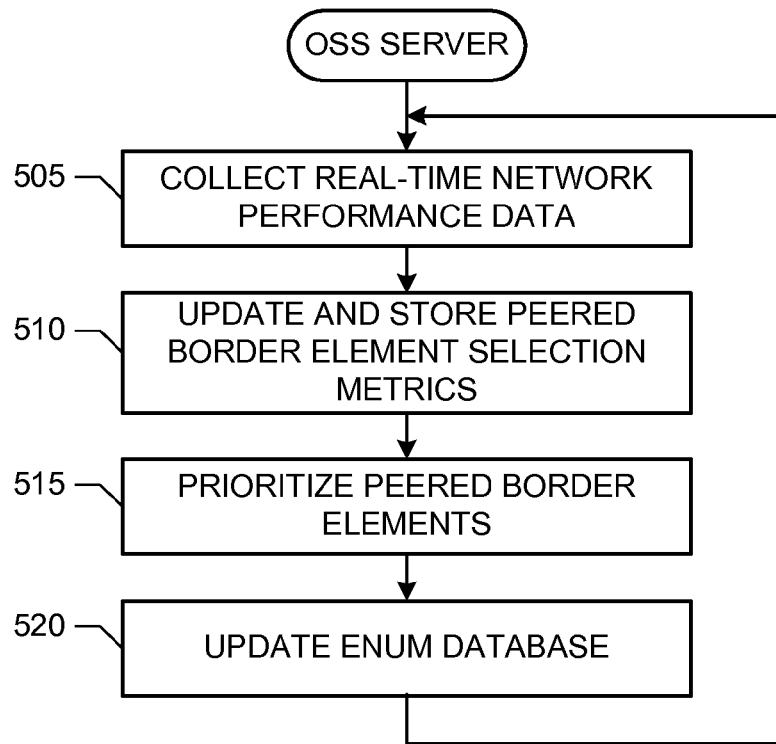 OSS SERVER
505
COLLECT REAL-TIME NETWORK
PERFORMANCE DATA
510
UPDATE AND STORE PEERED
BORDER ELEMENT SELECTION
METRICS
515
PRIORITIZE PEERED BORDER
ELEMENTS
520
UPDATE ENUM DATABASE